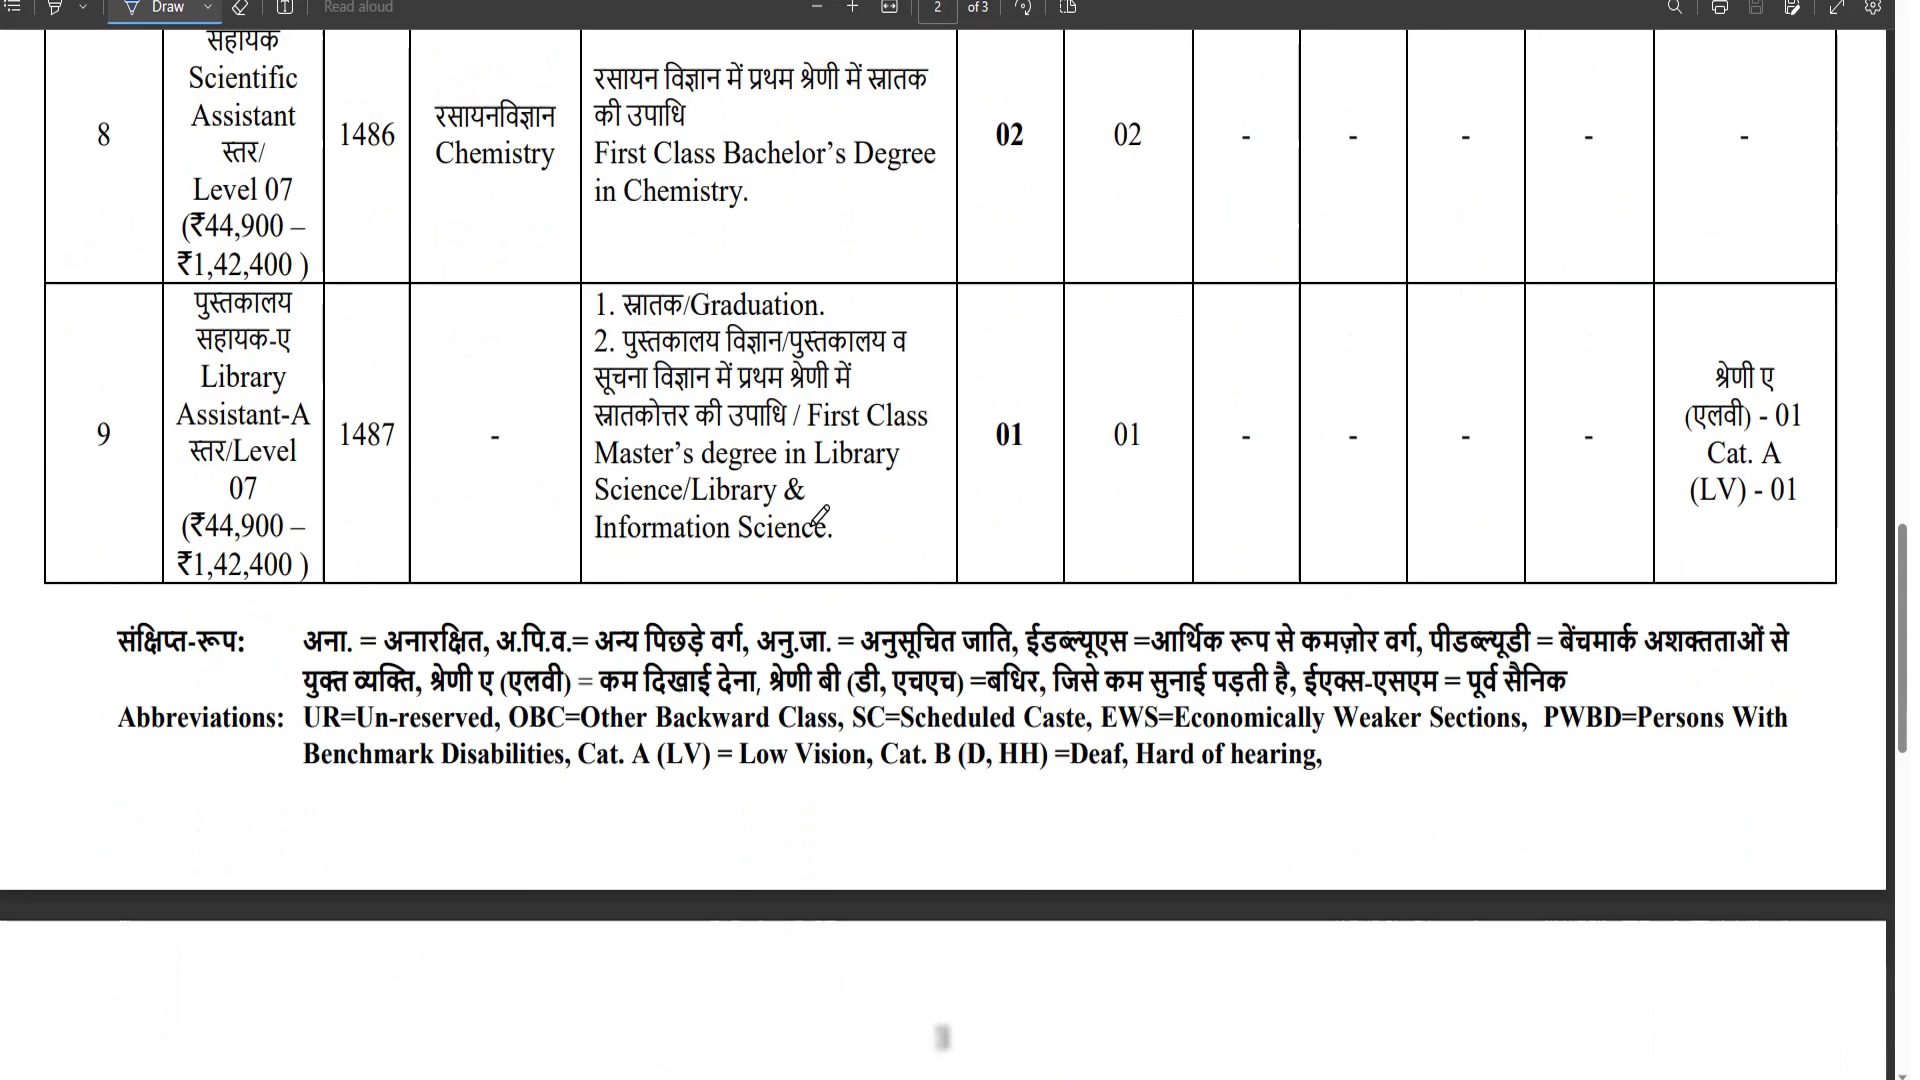 Draw
Read aloud
2 of 3
सहायक
Scientific
Assistant
स्तर/
Level 07
(₹44,900 –
₹1,42,400 )
8
1486
रसायनविज्ञान
Chemistry
रसायन विज्ञान में प्रथम श्रेणी में स्नातक
की उपाधि
First Class Bachelor’s Degree
in Chemistry.
02
02
-
-
-
-
-
9
पुस्तकालय
सहायक-ए
Library
Assistant-A
स्तर/Level
07
(₹44,900 –
₹1,42,400 )
1487
-
1. स्नातक/Graduation.
2. पुस्तकालय विज्ञान/पुस्तकालय व
सूचना विज्ञान में प्रथम श्रेणी में
स्नातकोत्तर की उपाधि / First Class
Master’s degree in Library
Science/Library &
Information Science.
01
01
-
-
-
-
श्रेणी ए
(एलवी) - 01
Cat. A
(LV) - 01
संक्षिप्त-रूप: अना. = अनारक्षित, अ.पि.व.= अन्य पिछड़े वर्ग, अनु.जा. = अनुसूचित जाति, ईडब्ल्यूएस =आर्थिक रूप से कमज़ोर वर्ग, पीडब्ल्यूडी = बेंचमार्क अशक्तताओं से
युक्त व्यक्ति, श्रेणी ए (एलवी) = कम दिखाई देना, श्रेणी बी (डी, एचएच) =बधिर, जिसे कम सुनाई पड़ती है, ईएक्स-एसएम = पूर्व सैनिक
Abbreviations: UR=Un-reserved, OBC=Other Backward Class, SC=Scheduled Caste, EWS=Economically Weaker Sections, PWBD=Persons With
Benchmark Disabilities, Cat. A (LV) = Low Vision, Cat. B (D, HH) =Deaf, Hard of hearing,